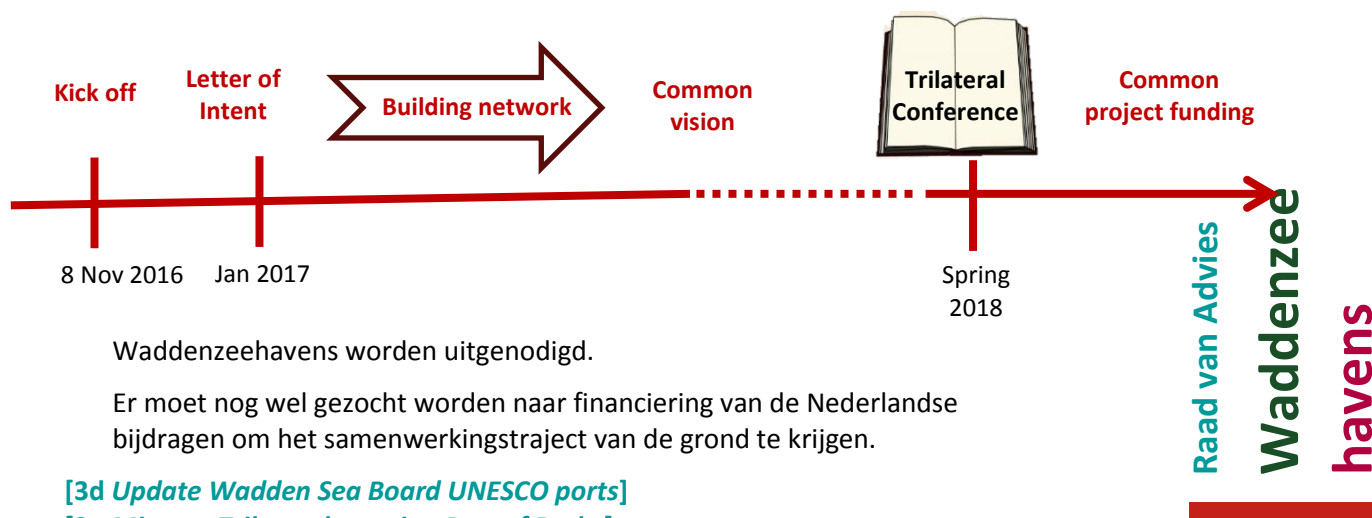 Kick off
Letter of
Intent
Building network
Common
vision
Trilateral
Conference
Common
project funding
8 Nov 2016
Jan 2017
Spring
2018
Waddenzeehavens worden uitgenodigd.
Er moet nog wel gezocht worden naar financiering van de Nederlandse
bijdragen om het samenwerkingstraject van de grond te krijgen.
[3d Update Wadden Sea Board UNESCO ports]
Raad van Advies
Waddenzee
havens